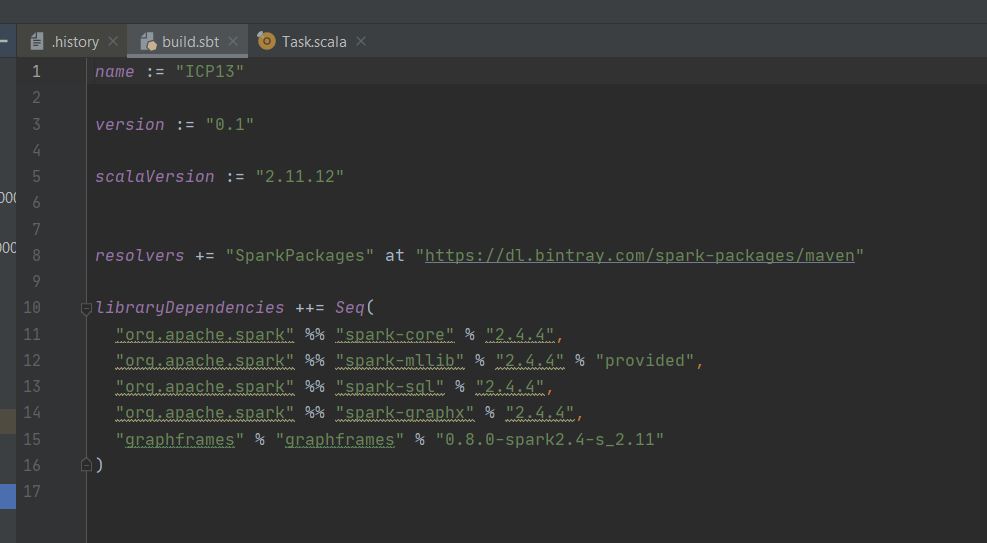 .history build.sbt Task.scala
1 name := "ICP13"
2
3 version := "0.1"
4
5 scalaVersion := "2.11.12"
6
7
8 resolvers += "SparkPackages" at "https://dl.bintray.com/spark-packages/maven"
9
10 libraryDependencies ++= Seq(
11 "org.apache.spark" %% "spark-core" % "2.4.4",
12 "org.apache.spark" %% "spark-mllib" % "2.4.4" % "provided",
13 "org.apache.spark" %% "spark-sql" % "2.4.4",
14 "org.apache.spark" %% "spark-graphx" % "2.4.4",
15 "graphframes" % "graphframes" % "0.8.0-spark2.4-s_2.11"
16 )
17